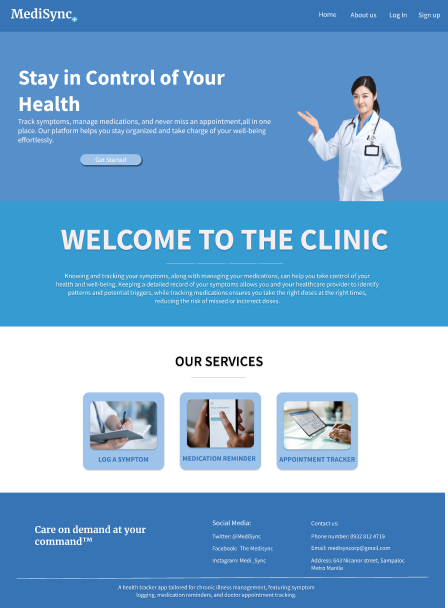 MediSync
Home About us Log In Sign up
Stay in Control of Your
Health
Track symptoms, manage medications, and never miss an appointment,all in one
place. Our platform helps you stay organized and take charge of your well-being
effortlessly.
Get Started
WELCOME TO THE CLINIC
Knowing and tracking your symptoms, along with managing your medications, can help you take control of your
health and well-being. Keeping a detailed record of your symptoms allows you and your healthcare provider to identify
patterns and potential triggers, while tracking medications ensures you take the right doses at the right times,
reducing the risk of missed or incorrect doses.
OUR SERVICES
LOG A SYMPTOM
MEDICATION REMINDER
APPOINTMENT TRACKER
Care on demand at your
command™
Social Media:
Twitter: @MediSync
Facebook: The Medisync
Instagram: Medi_Sync
Contact us:
Phone number: 0932 812 4719
Email: medisyncorp@gmail.com
Address: 643 Nicanor street, Sampaloc
Metro Manila
A health tracker app tailored for chronic illness management, featuring symptom
logging, medication reminders, and doctor appointment tracking.